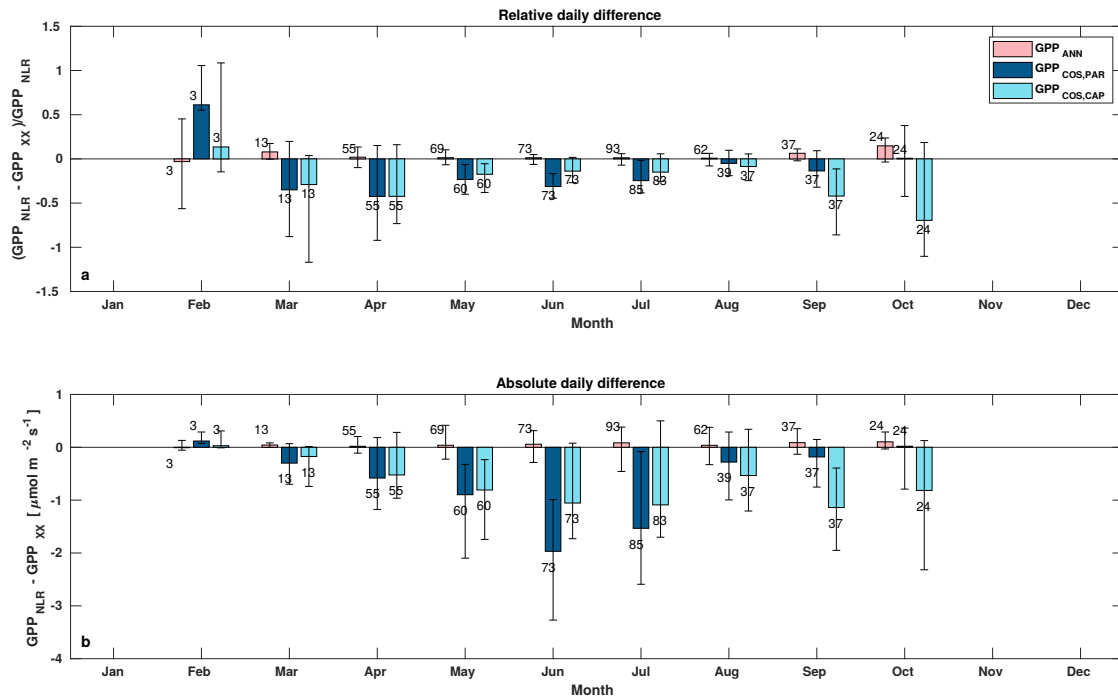 Relative daily difference
(GPP NLR - GPP XX )/GPP NLR
1.5
1
0.5
0
-0.5
-1
-1.5
GPP ANN
GPP COS,PAR
GPP COS,CAP
3 3 3
13 13 13
55 55 55
69 60 60
73 73 73
93 85 83
62 39 37
37 37 37
24 24 24
a
Jan Feb Mar Apr May Jun Jul Aug Sep Oct Nov Dec
Month
Absolute daily difference
GPP NLR - GPP XX [ μmol m -2 s-1 ]
1
0
-1
-2
-3
-4
3 3 3
13 13 13
55 55 55
69 60 60
73 73 73
93 85 83
62 39 37
37 37 37
24 24 24
b
Jan Feb Mar Apr May Jun Jul Aug Sep Oct Nov Dec
Month